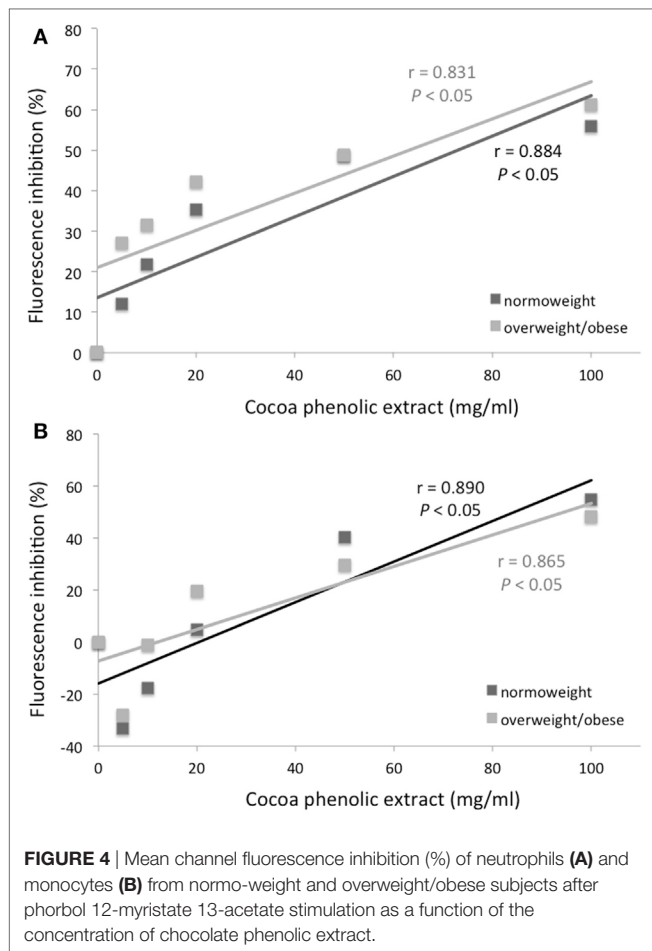 A
80
70
60
50
40
30
20
10
0
Fluorescence inhibition (%)
r = 0.831
P < 0.05
r = 0.884
P < 0.05
normoweight
overweight/obese
0 20 40 60 80 100
Cocoa phenolic extract (mg/ml)
B
80
60
40
20
0
-20
-40
Fluorescence inhibition (%)
r = 0.890
P < 0.05
r = 0.865
P < 0.05
normoweight
overweight/obese
0 20 40 60 80 100
Cocoa phenolic extract (mg/ml)
FIGURE 4 | Mean channel fluorescence inhibition (%) of neutrophils (A) and
monocytes (B) from normo-weight and overweight/obese subjects after
phorbol 12-myristate 13-acetate stimulation as a function of the
concentration of chocolate phenolic extract.